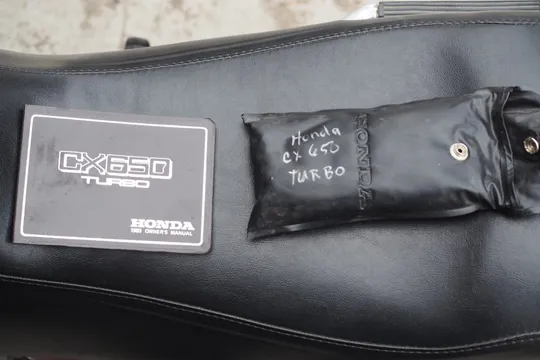 CX650
TURBO
HONDA
1983 OWNER'S MANUAL
Honda
CX 650
TURBO
HONDA